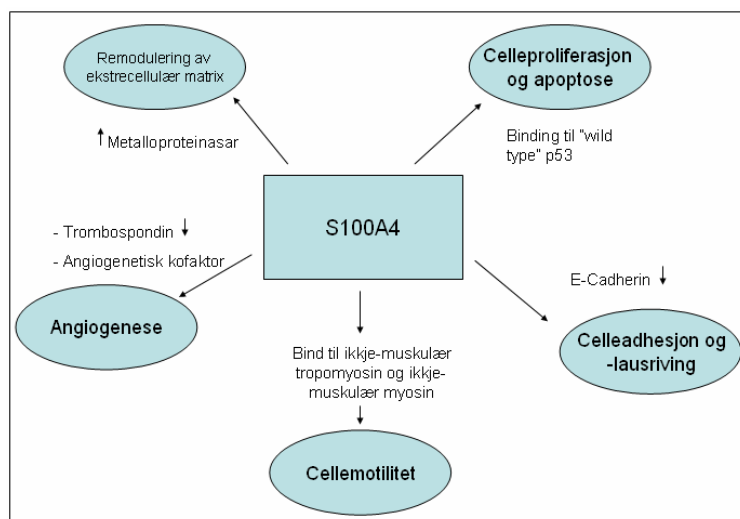 Remodulering av
ekstrecellulær matrix
Celleproliferasjon
og apoptose
↑ Metalloproteinasar
Binding til "wild
type" p53
S100A4
- Trombospondin ↓
- Angiogenetisk kofaktor
E-Cadherin ↓
Angiogenese
Celleadhesjon og
-lausriving
Bind til ikkje-muskulær
tropomyosin og ikkje-
muskulær myosin
Cellemotilitet